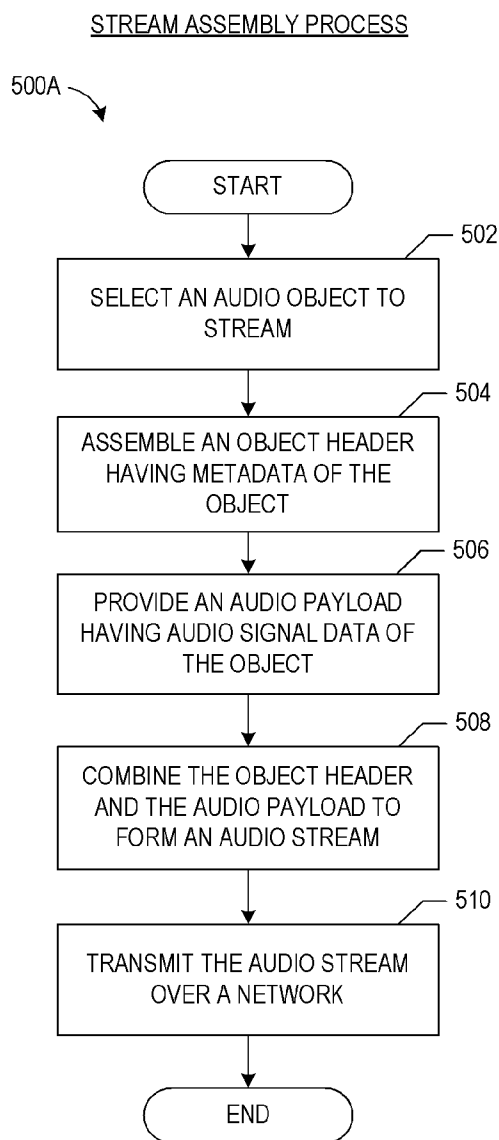 STREAM ASSEMBLY PROCESS
500A
START
502
SELECT AN AUDIO OBJECT TO
STREAM
504
ASSEMBLE AN OBJECT HEADER
HAVING METADATA OF THE
OBJECT
506
PROVIDE AN AUDIO PAYLOAD
HAVING AUDIO SIGNAL DATA OF
THE OBJECT
508
COMBINE THE OBJECT HEADER
AND THE AUDIO PAYLOAD TO
FORM AN AUDIO STREAM
510
TRANSMIT THE AUDIO STREAM
OVER A NETWORK
END